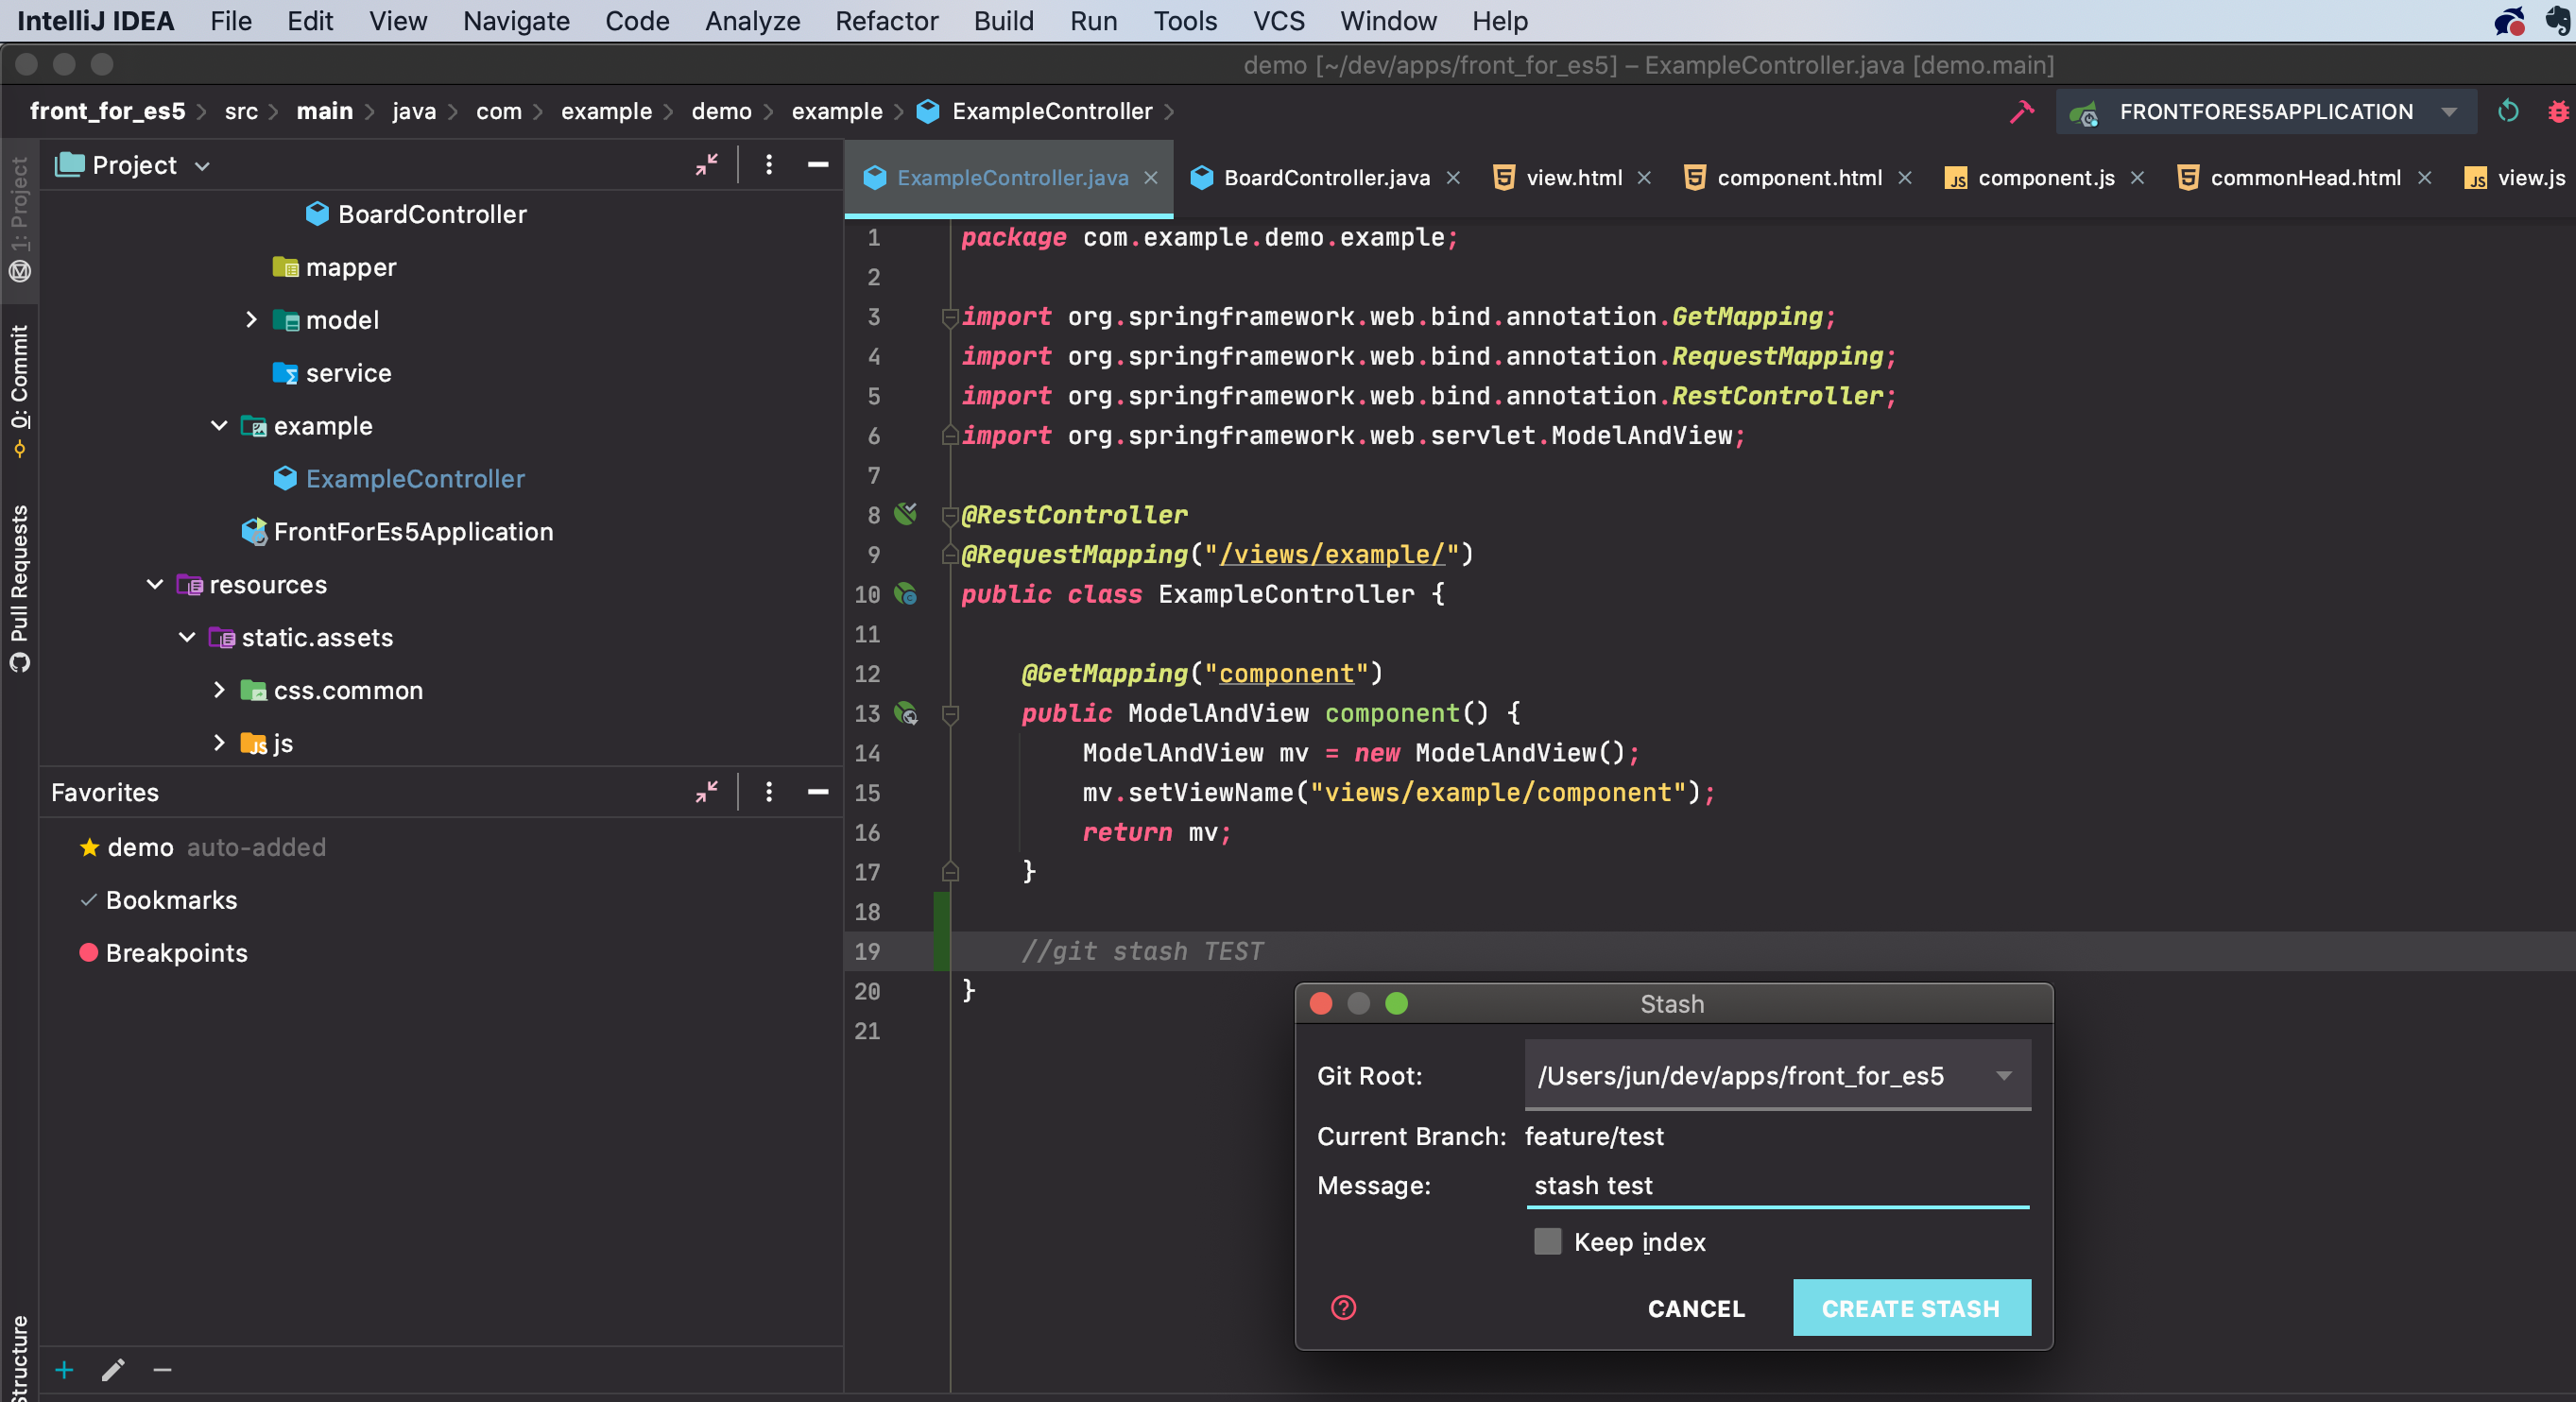 IntelliJ IDEA File Edit View Navigate Code Analyze Refactor Build Run Tools VCS Window Help
demo [~/dev/apps/front_for_es5] – ExampleController.java [demo.main]
front_for_es5 src main java com example demo example ExampleController
FRONTFORES5APPLICATION
1: Project
0: Commit
Pull Requests
Structure
Project
BoardController
mapper
model
service
example
ExampleController
FrontForEs5Application
resources
static.assets
css.common
js
Favorites
demo auto-added
Bookmarks
Breakpoints
ExampleController.java BoardController.java view.html component.html component.js commonHead.html view.js
1 package com.example.demo.example;
2
3 import org.springframework.web.bind.annotation.GetMapping;
4 import org.springframework.web.bind.annotation.RequestMapping;
5 import org.springframework.web.bind.annotation.RestController;
6 import org.springframework.web.servlet.ModelAndView;
7
8 @RestController
9 @RequestMapping("/views/example/")
10 public class ExampleController {
11
12 @GetMapping("component")
13 public ModelAndView component() {
14 ModelAndView mv = new ModelAndView();
15 mv.setViewName("views/example/component");
16 return mv;
17 }
18
19 //git stash TEST
20 }
21
Stash
Git Root: /Users/jun/dev/apps/front_for_es5
Current Branch: feature/test
Message: stash test
Keep index
CANCEL CREATE STASH